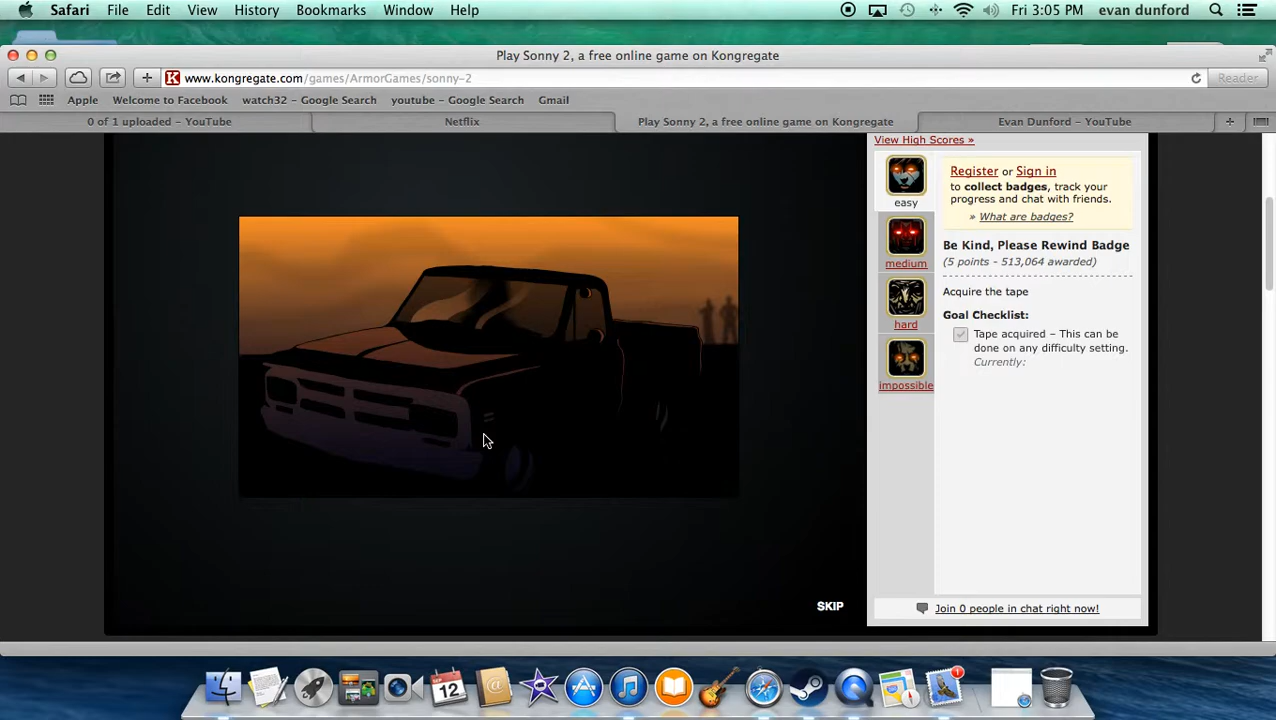 Safari File Edit View History Bookmarks Window Help Fri 3:05 PM evan dunford
Play Sonny 2, a free online game on Kongregate
K www.kongregate.com/games/ArmorGames/sonny-2 Reader
Apple Welcome to Facebook watch32 – Google Search youtube – Google Search Gmail
0 of 1 uploaded – YouTube Netflix Play Sonny 2, a free online game on Kongregate Evan Dunford – YouTube
View High Scores »
easy
medium
hard
impossible
Register or Sign in
to collect badges, track your
progress and chat with friends.
» What are badges?
Be Kind, Please Rewind Badge
(5 points - 513,064 awarded)
Acquire the tape
Goal Checklist:
Tape acquired – This can be
done on any difficulty setting.
Currently:
SKIP
Join 0 people in chat right now!
SEP
12
1